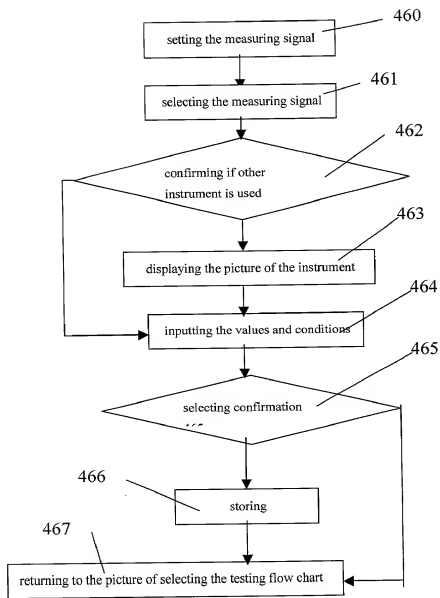 460
setting the measuring signal
461
selecting the measuring signal
462
confirming if other
instrument is used
463
displaying the picture of the instrument
464
inputting the values and conditions
465
selecting confirmation
466
storing
467
returning to the picture of selecting the testing flow chart